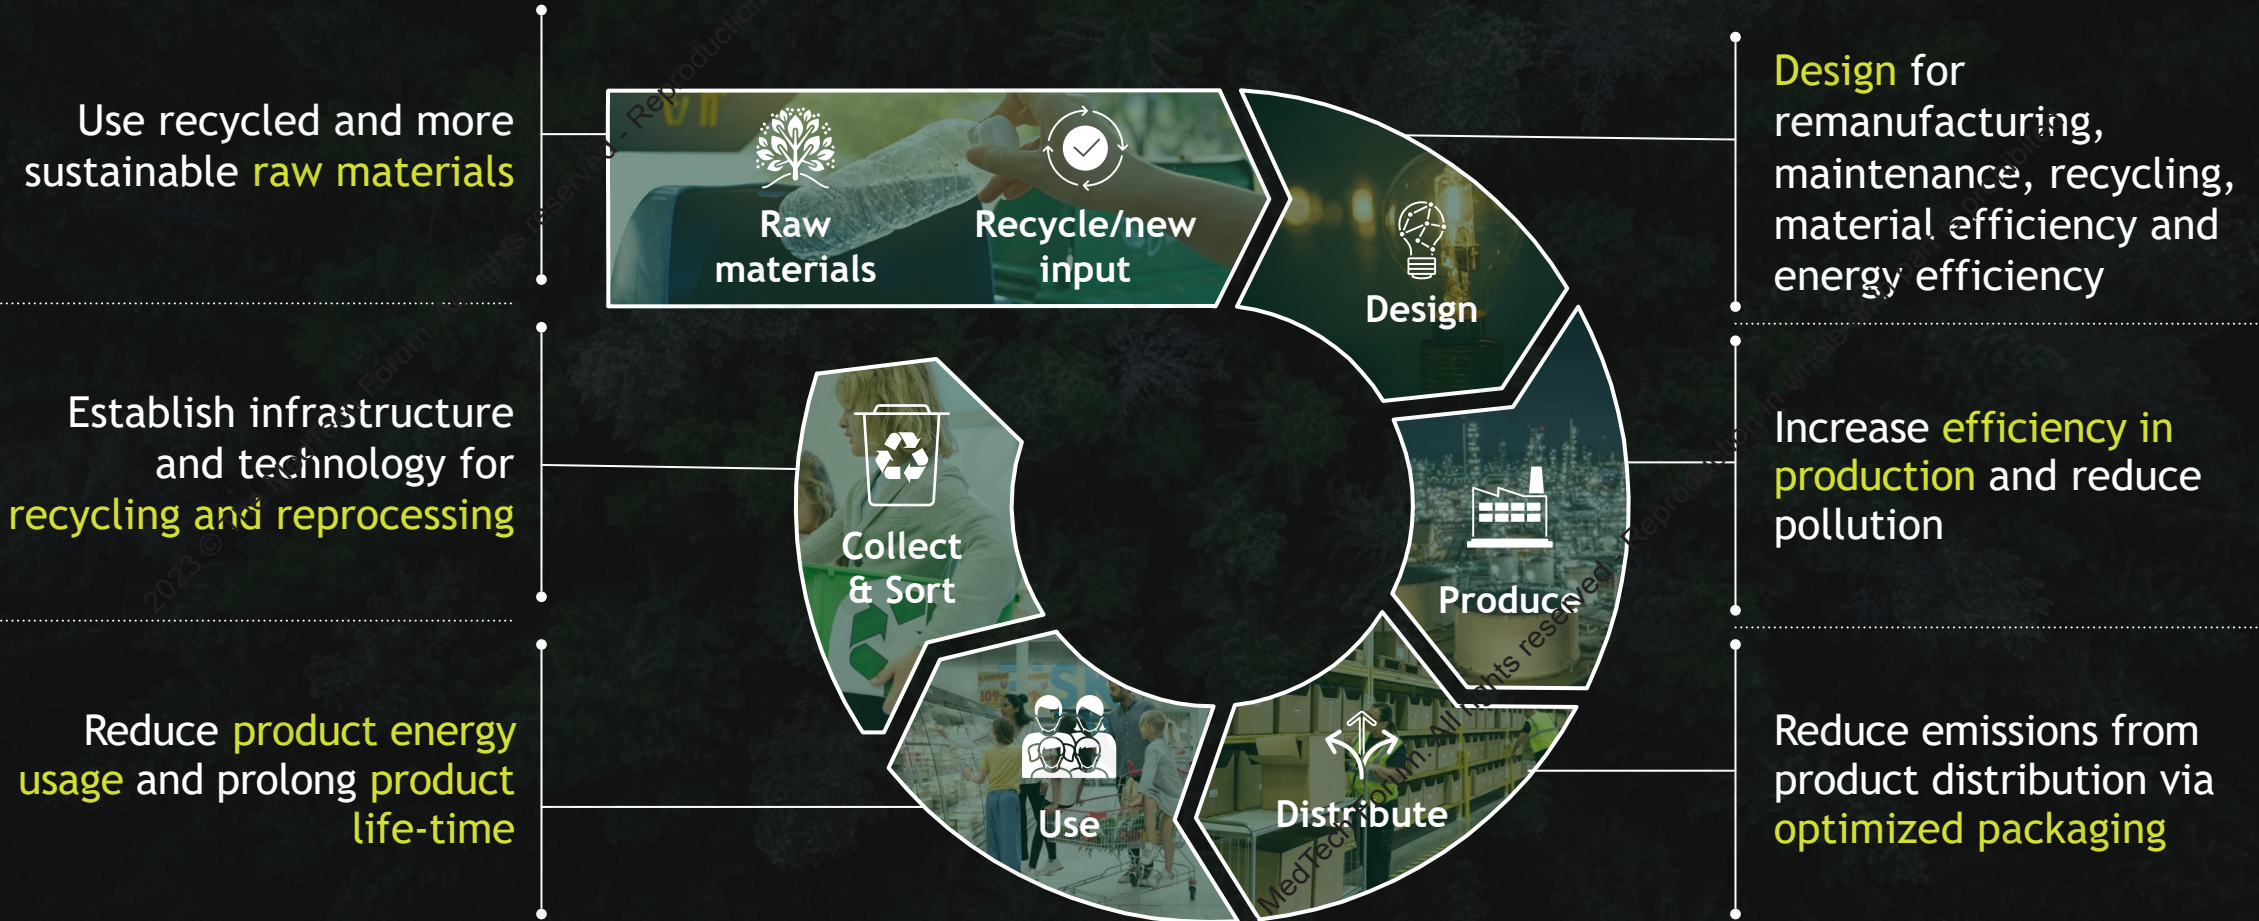 Use recycled and more
sustainable raw materials
Establish infrastructure
and technology for
recycling and reprocessing
Reduce product energy
usage and prolong product
life-time
Raw
materials
Recycle/new
input
Design
Produce
Distribute
Use
Collect
& Sort
Design for
remanufacturing,
maintenance, recycling,
material efficiency and
energy efficiency
Increase efficiency in
production and reduce
pollution
Reduce emissions from
product distribution via
optimized packaging